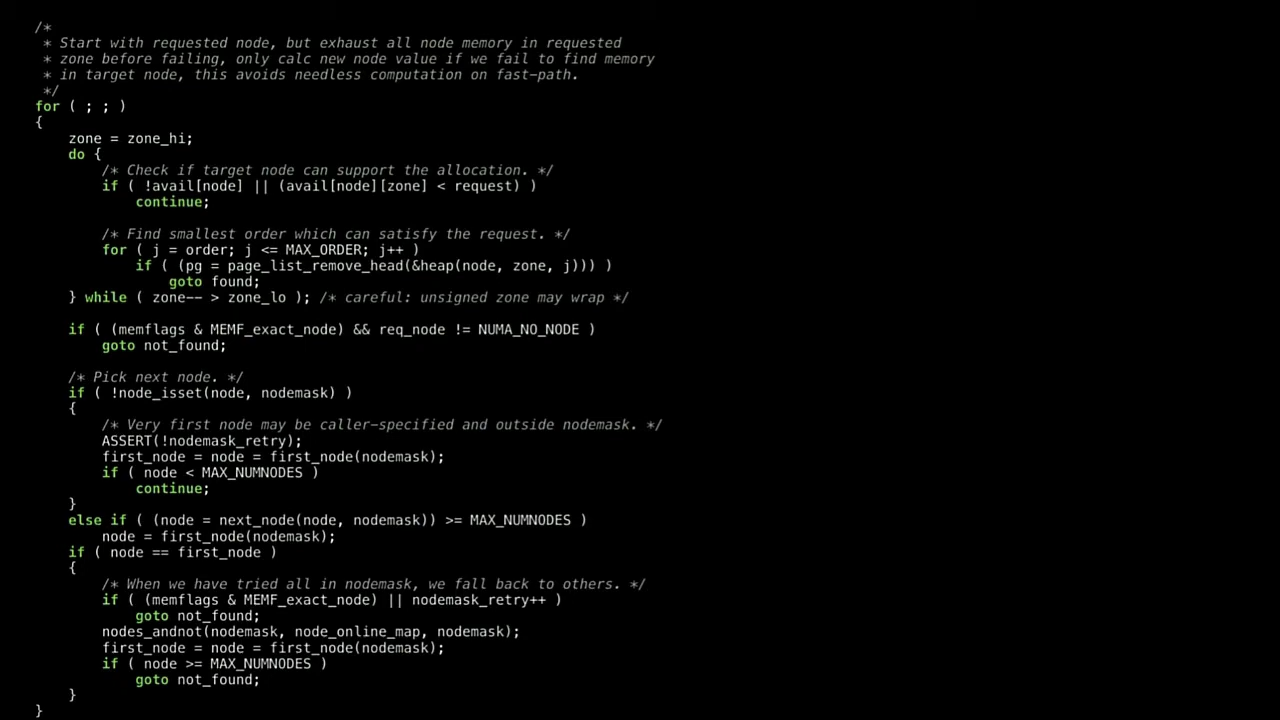 /*
 * Start with requested node, but exhaust all node memory in requested
 * zone before failing, only calc new node value if we fail to find memory
 * in target node, this avoids needless computation on fast-path.
 */
for ( ; ; )
{
    zone = zone_hi;
    do {
        /* Check if target node can support the allocation. */
        if ( !avail[node] || (avail[node][zone] < request) )
            continue;

        /* Find smallest order which can satisfy the request. */
        for ( j = order; j <= MAX_ORDER; j++ )
            if ( (pg = page_list_remove_head(&heap(node, zone, j))) )
                goto found;
    } while ( zone-- > zone_lo ); /* careful: unsigned zone may wrap */

    if ( (memflags & MEMF_exact_node) && req_node != NUMA_NO_NODE )
        goto not_found;

    /* Pick next node. */
    if ( !node_isset(node, nodemask) )
    {
        /* Very first node may be caller-specified and outside nodemask. */
        ASSERT(!nodemask_retry);
        first_node = node = first_node(nodemask);
        if ( node < MAX_NUMNODES )
            continue;
    }
    else if ( (node = next_node(node, nodemask)) >= MAX_NUMNODES )
        node = first_node(nodemask);
    if ( node == first_node )
    {
        /* When we have tried all in nodemask, we fall back to others. */
        if ( (memflags & MEMF_exact_node) || nodemask_retry++ )
            goto not_found;
        nodes_andnot(nodemask, node_online_map, nodemask);
        first_node = node = first_node(nodemask);
        if ( node >= MAX_NUMNODES )
            goto not_found;
    }
}